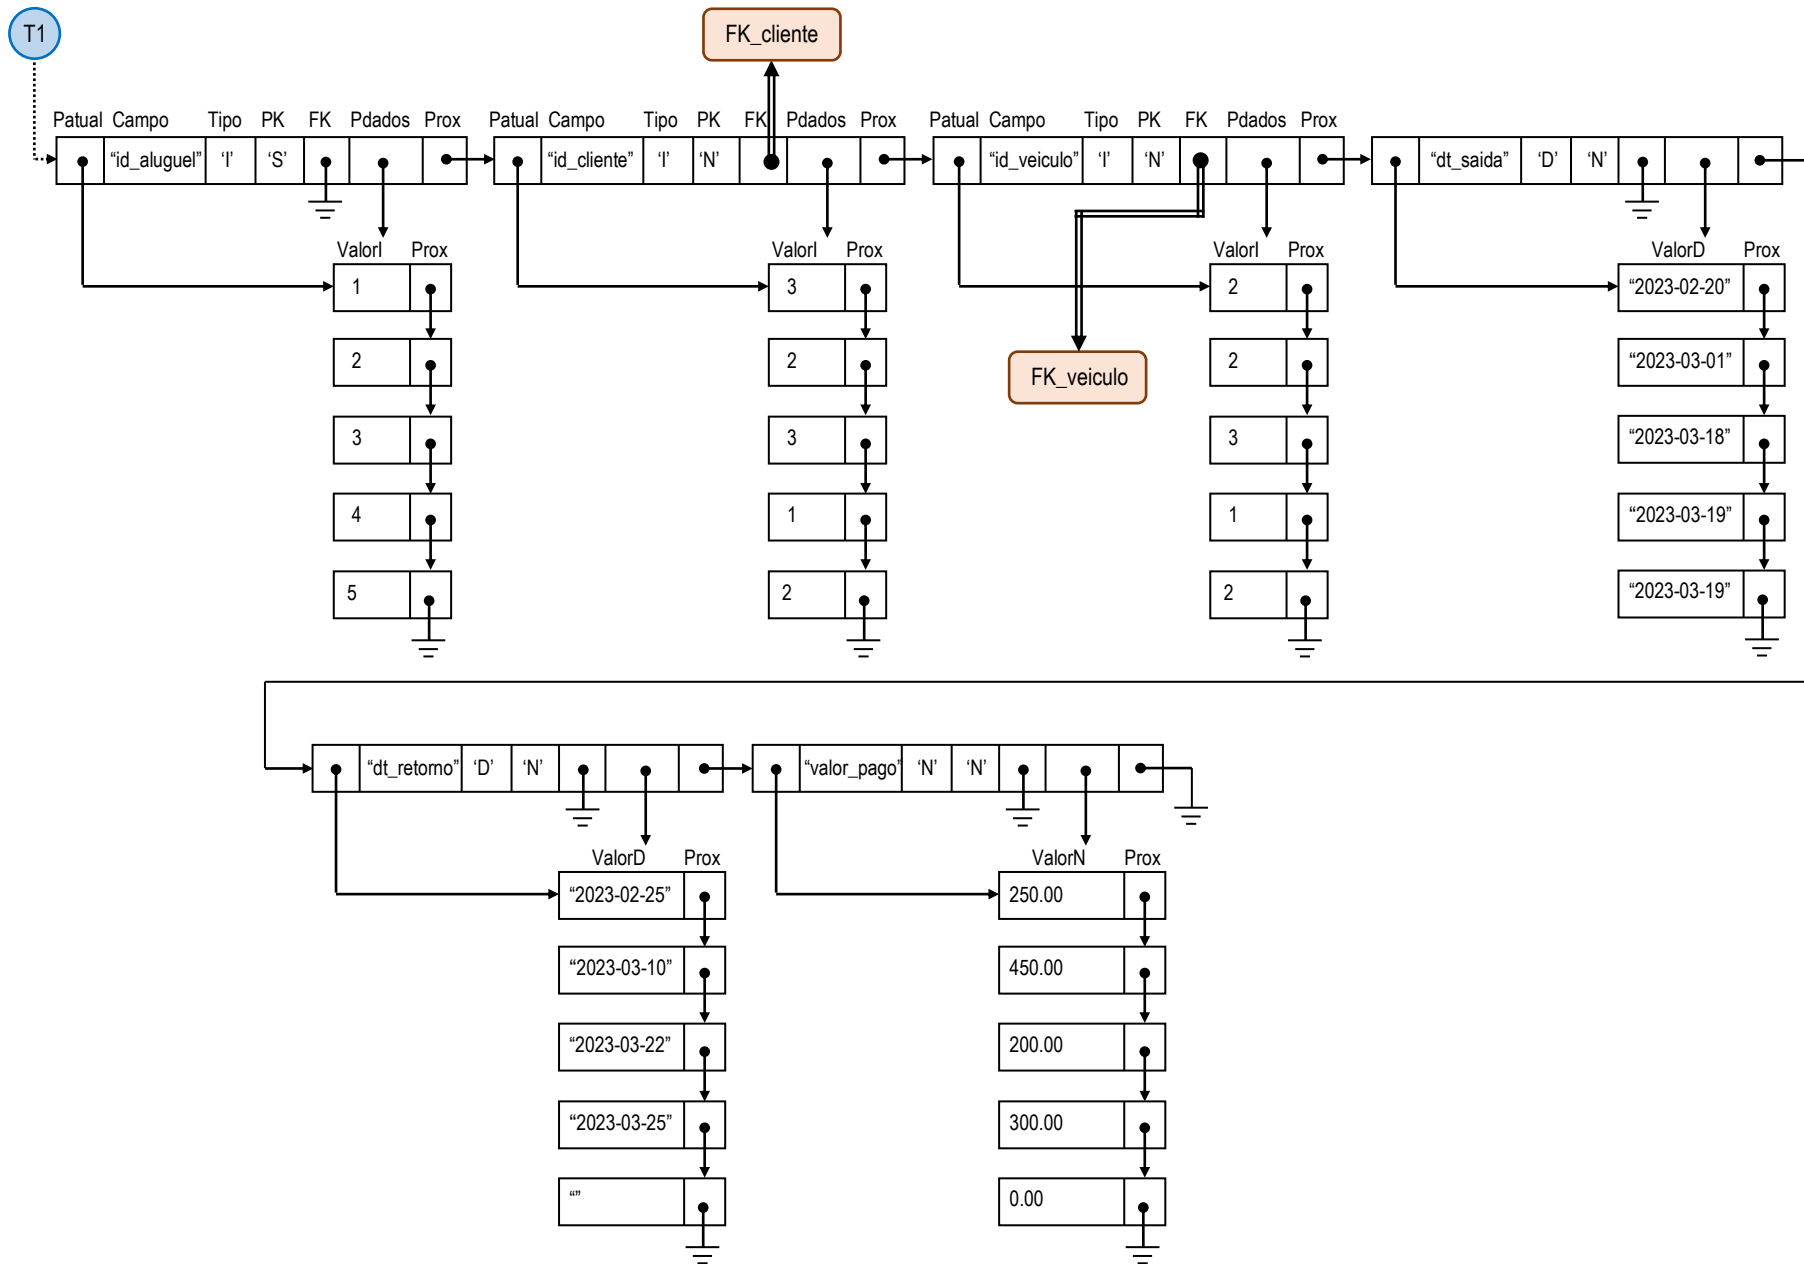 T1
FK_cliente
Patual Campo Tipo PK FK Pdados Prox Patual Campo Tipo PK FK Pdados Prox Patual Campo Tipo PK FK Pdados Prox
“id_aluguel” ‘I’ ‘S’ “id_cliente” ‘I’ ‘N’ “id_veiculo” ‘I’ ‘N’ “dt_saida” ‘D’ ‘N’
ValorI Prox ValorI Prox ValorI Prox ValorD Prox
1 3 2 “2023-02-20”
2 2 2 “2023-03-01”
FK_veiculo
3 3 3 “2023-03-18”
4 1 1 “2023-03-19”
5 2 2 “2023-03-19”
“dt_retorno” ‘D’ ‘N’ “valor_pago” ‘N’ ‘N’
ValorD Prox ValorN Prox
“2023-02-25” 250.00
“2023-03-10” 450.00
“2023-03-22” 200.00
“2023-03-25” 300.00
“” 0.00